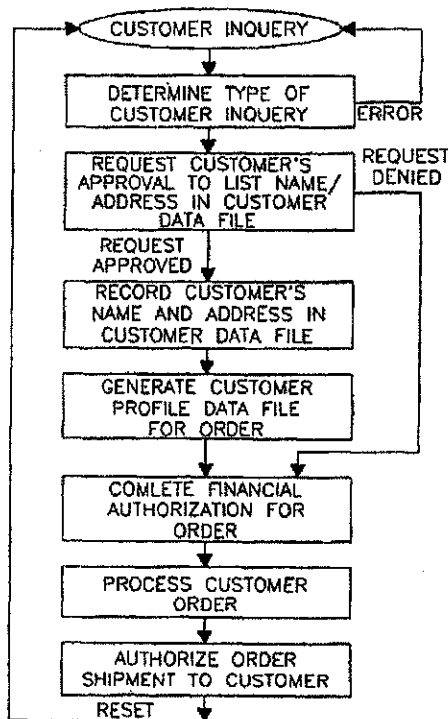 CUSTOMER INQUERY
DETERMINE TYPE OF
CUSTOMER INQUERY
ERROR
REQUEST CUSTOMER'S
APPROVAL TO LIST NAME/
ADDRESS IN CUSTOMER
DATA FILE
REQUEST
DENIED
REQUEST
APPROVED
RECORD CUSTOMER'S
NAME AND ADDRESS IN
CUSTOMER DATA FILE
GENERATE CUSTOMER
PROFILE DATA FILE
FOR ORDER
COMLETE FINANCIAL
AUTHORIZATION FOR
ORDER
PROCESS CUSTOMER
ORDER
AUTHORIZE ORDER
SHIPMENT TO CUSTOMER
RESET